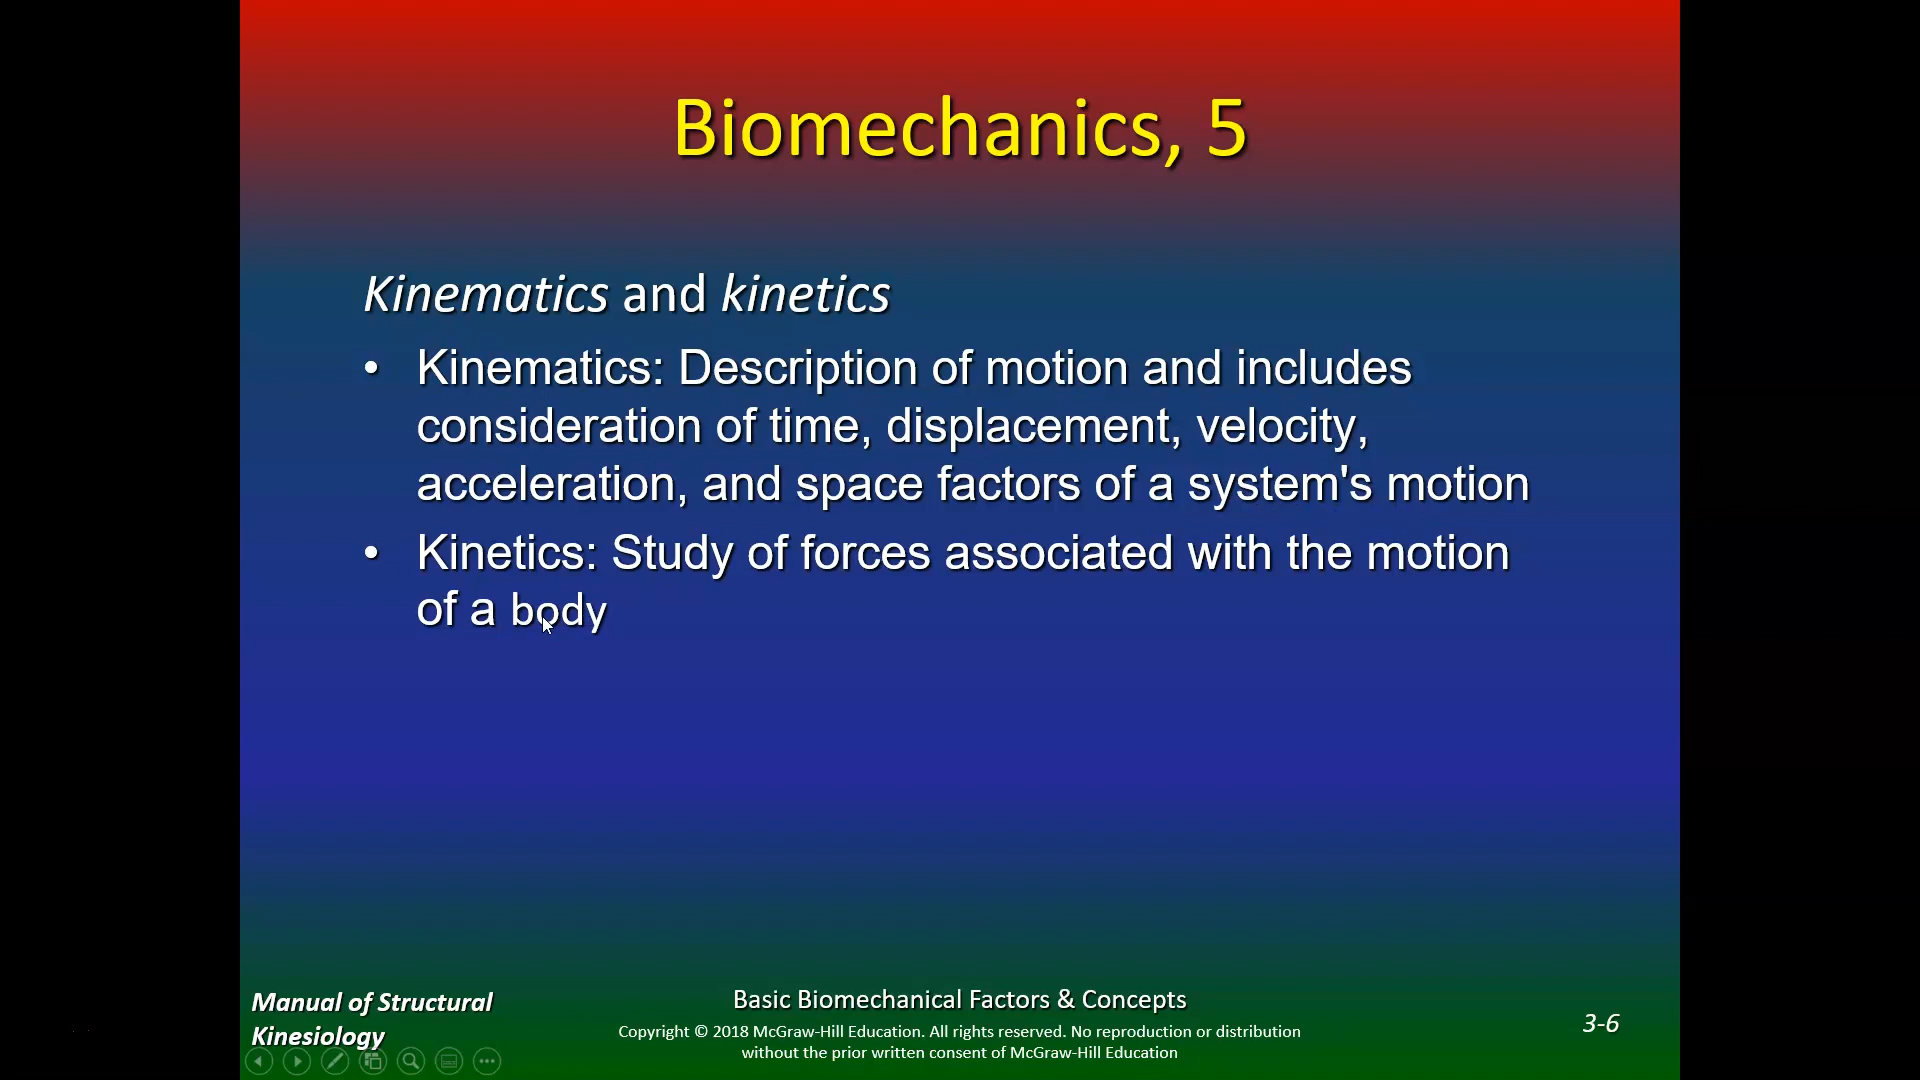 Biomechanics, 5
Kinematics and kinetics
• Kinematics: Description of motion and includes
consideration of time, displacement, velocity,
acceleration, and space factors of a system's motion
• Kinetics: Study of forces associated with the motion
of a body
Manual of Structural
Kinesiology
Basic Biomechanical Factors & Concepts
Copyright © 2018 McGraw-Hill Education. All rights reserved. No reproduction or distribution
without the prior written consent of McGraw-Hill Education
3-6